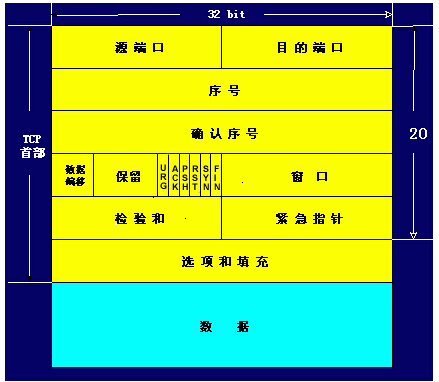 32 bit
源端口 目的端口
序号
TCP
首部
确认序号
20
数据
偏移
保留
URG
ACK
PSH
RST
SYN
FIN
窗口
检验和 紧急指针
选项和填充
数据